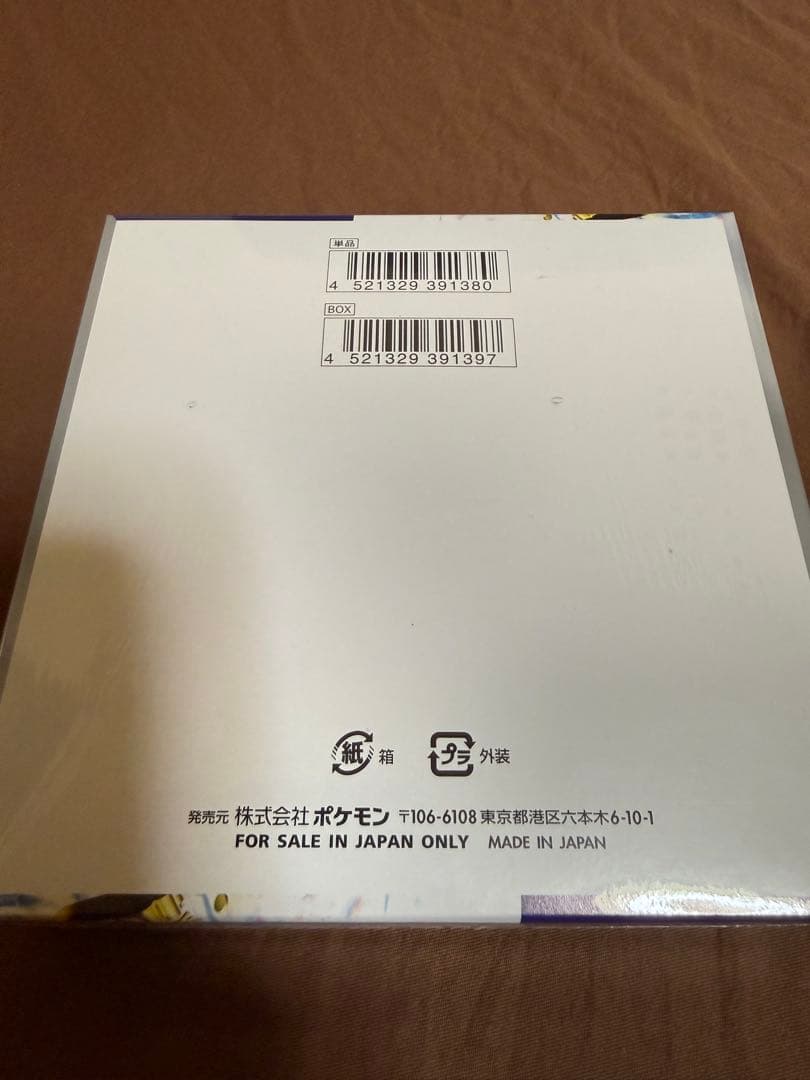 単品
4 521329 391380
BOX
4 521329 391397
紙 箱 プラ 外装
発売元 株式会社 ポケモン 〒106-6108 東京都港区六本木6-10-1
FOR SALE IN JAPAN ONLY MADE IN JAPAN